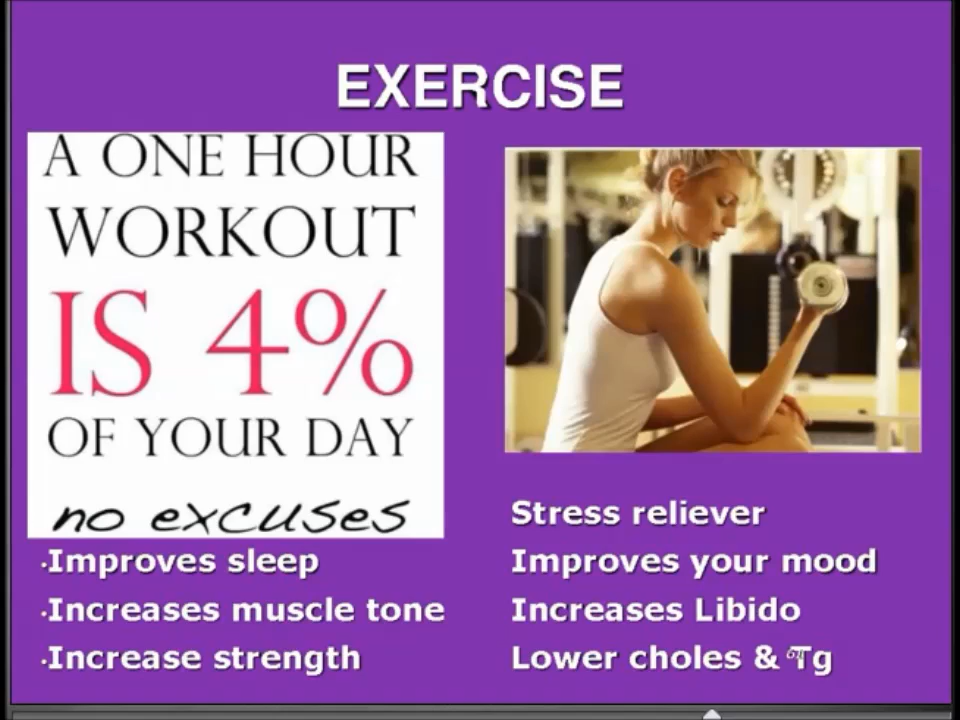 EXERCISE
A ONE HOUR
WORKOUT
IS 4%
OF YOUR DAY
no excuses
·Improves sleep
·Increases muscle tone
·Increase strength
Stress reliever
Improves your mood
Increases Libido
Lower choles & Tg